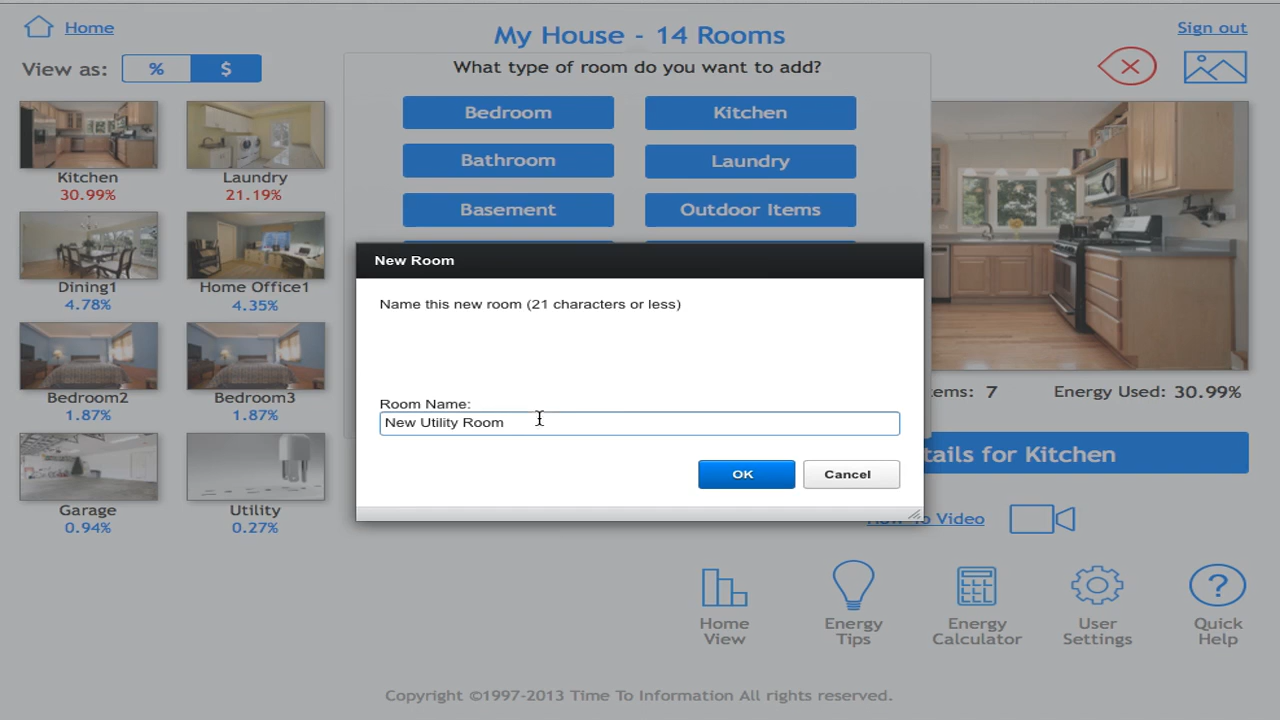 Home
My House - 14 Rooms
Sign out
View as:
%
$
What type of room do you want to add?
Bedroom
Kitchen
Bathroom
Laundry
Basement
Outdoor Items
Kitchen
30.99%
Laundry
21.19%
Dining1
4.78%
Home Office1
4.35%
Bedroom2
1.87%
Bedroom3
1.87%
Garage
0.94%
Utility
0.27%
New Room
Name this new room (21 characters or less)
Room Name:
New Utility Room
OK
Cancel
ems: 7
Energy Used: 30.99%
tails for Kitchen
How To Video
Home
View
Energy
Tips
Energy
Calculator
User
Settings
?
Quick
Help
Copyright ©1997-2013 Time To Information All rights reserved.